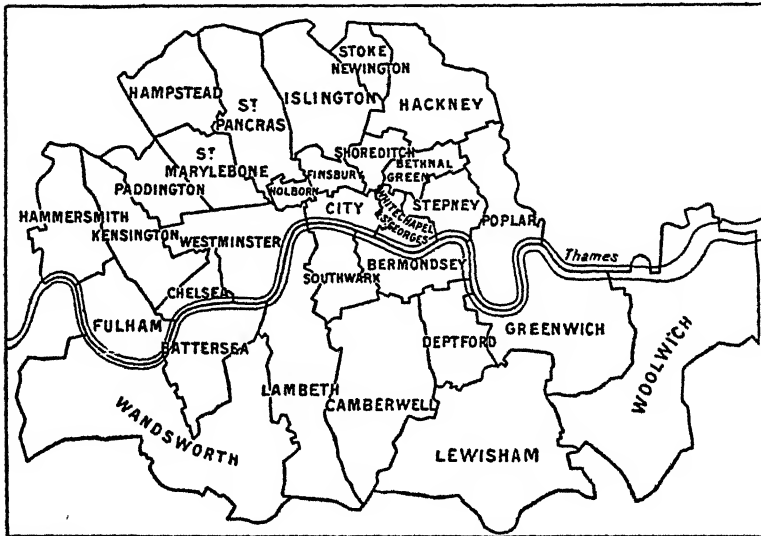 STOKE
NEWINGTON
HAMPSTEAD
ST
PANCRAS
ISLINGTON
HACKNEY
ST
MARYLEBONE
SHOREDITCH
BETHNAL
GREEN
FINSBURY
PADDINGTON
HOLBORN
CITY
WHITECHAPEL
& ST GEORGES
STEPNEY
POPLAR
HAMMERSMITH
KENSINGTON
WESTMINSTER
Thames
BERMONDSEY
SOUTHWARK
CHELSEA
FULHAM
BATTERSEA
DEPTFORD
GREENWICH
WOOLWICH
WANDSWORTH
LAMBETH
CAMBERWELL
LEWISHAM